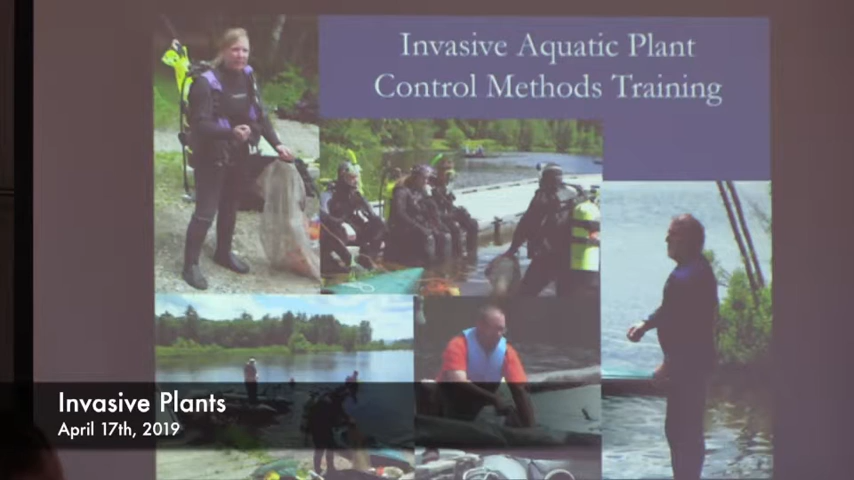 Invasive Aquatic Plant
Control Methods Training
Invasive Plants
April 17th, 2019